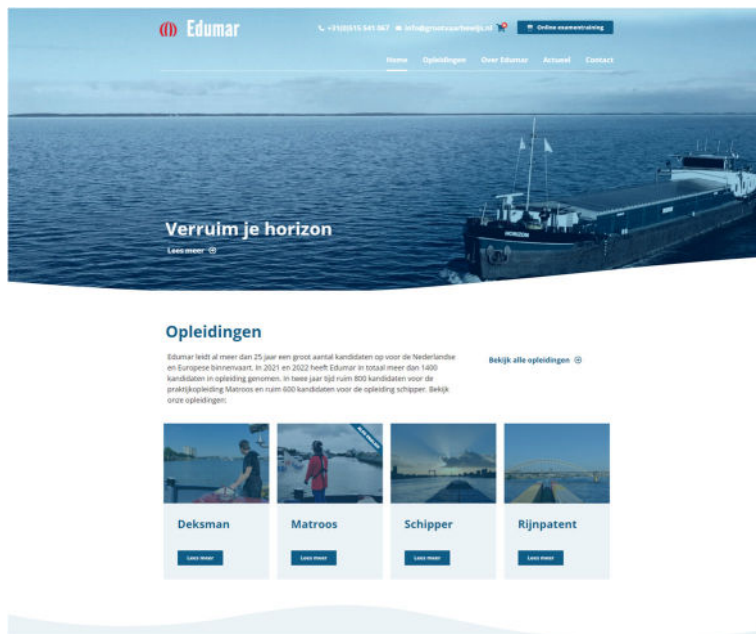 Edumar
+31(0)515 541 067 info@grootvaarbewijs.nl Online examentraining
Home Opleidingen Over Edumar Actueel Contact
Verruim je horizon
Lees meer
HORIZON
Opleidingen
Edumar leidt al meer dan 25 jaar een groot aantal kandidaten op voor de Nederlandse
en Europese binnenvaart. In 2021 en 2022 heeft Edumar in totaal meer dan 1400
kandidaten in opleiding genomen. In twee jaar tijd ruim 800 kandidaten voor de
praktijkopleiding Matroos en ruim 600 kandidaten voor de opleiding schipper. Bekijk
onze opleidingen:
Bekijk alle opleidingen
Deksman Matroos Schipper Rijnpatent
Lees meer Lees meer Lees meer Lees meer